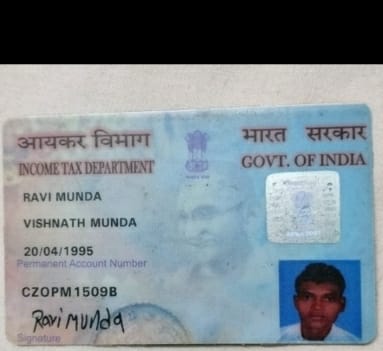 आयकर विभाग
INCOME TAX DEPARTMENT
भारत सरकार
GOVT. OF INDIA
RAVI MUNDA
VISHNATH MUNDA
20/04/1995
Permanent Account Number
CZOPM1509B
Ravi Munda
Signature